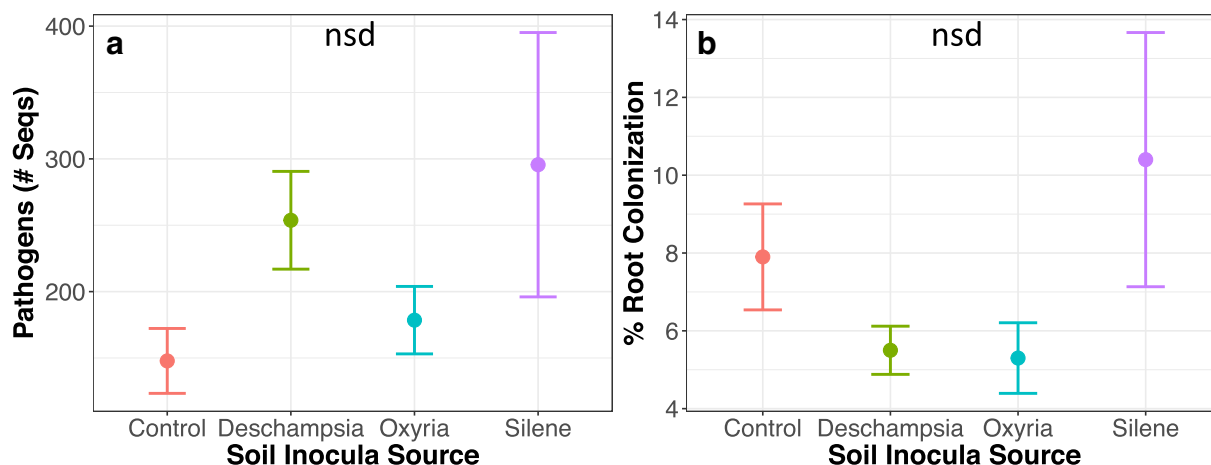 a
nsd
Pathogens (# Seqs)
400
300
200
Control Deschampsia Oxyria Silene
Soil Inocula Source
b
nsd
% Root Colonization
14
12
10
8
6
4
Control Deschampsia Oxyria Silene
Soil Inocula Source